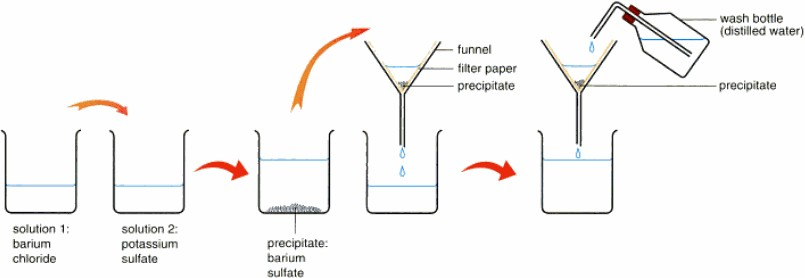 wash bottle
(distilled water)
funnel
filter paper
precipitate
precipitate
solution 1:
barium
chloride
solution 2:
potassium
sulfate
precipitate:
barium
sulfate